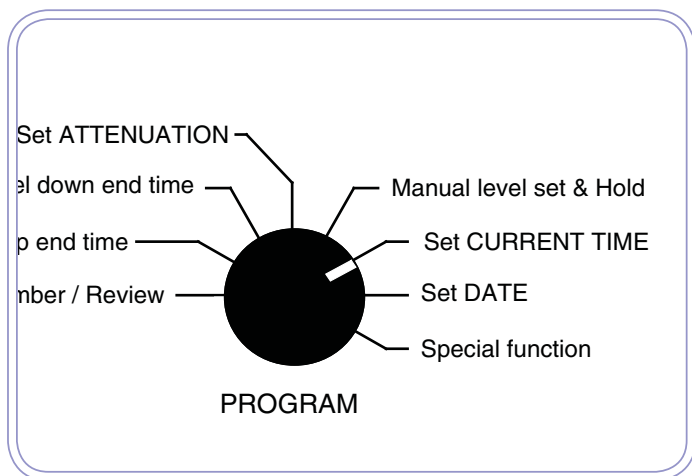 Set ATTENUATION
down end time
Manual level set & Hold
end time
Set CURRENT TIME
/ Review
Set DATE
Special function
PROGRAM